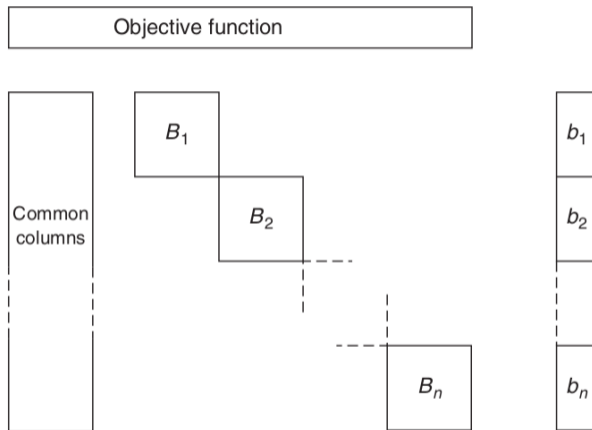 Objective function
B₁
b₁
Common
columns
B₂
b₂
Bₙ
bₙ